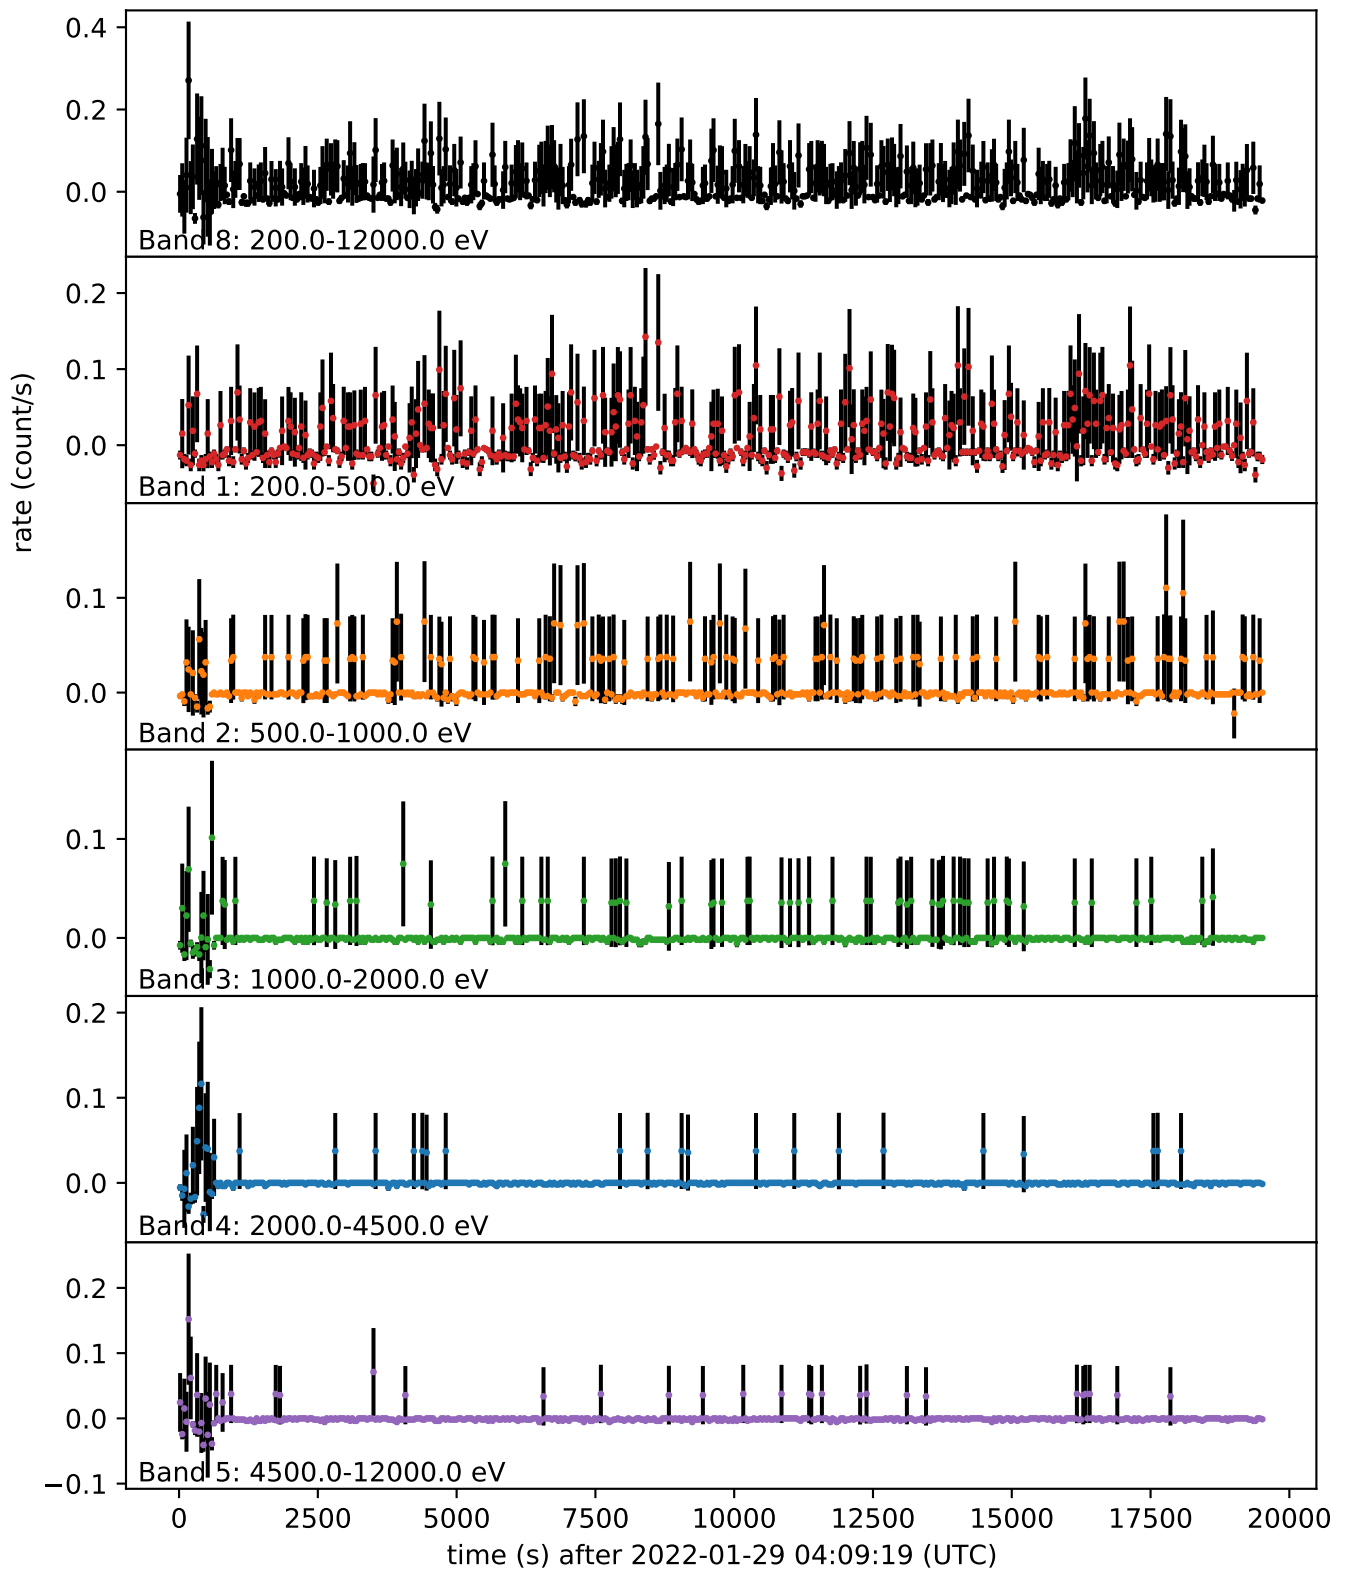 rate (count/s)
0.4
0.2
0.0
Band 8: 200.0-12000.0 eV
0.2
0.1
0.0
Band 1: 200.0-500.0 eV
0.1
0.0
Band 2: 500.0-1000.0 eV
0.1
0.0
Band 3: 1000.0-2000.0 eV
0.2
0.1
0.0
Band 4: 2000.0-4500.0 eV
0.2
0.1
0.0
−0.1
Band 5: 4500.0-12000.0 eV
0 2500 5000 7500 10000 12500 15000 17500 20000
time (s) after 2022-01-29 04:09:19 (UTC)